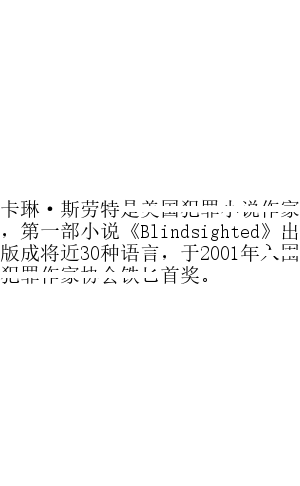 卡琳·斯劳特是美国犯罪小说作家
，第一部小说《Blindsighted》出
版成将近30种语言，于2001年入围
犯罪作家协会铁匕首奖。